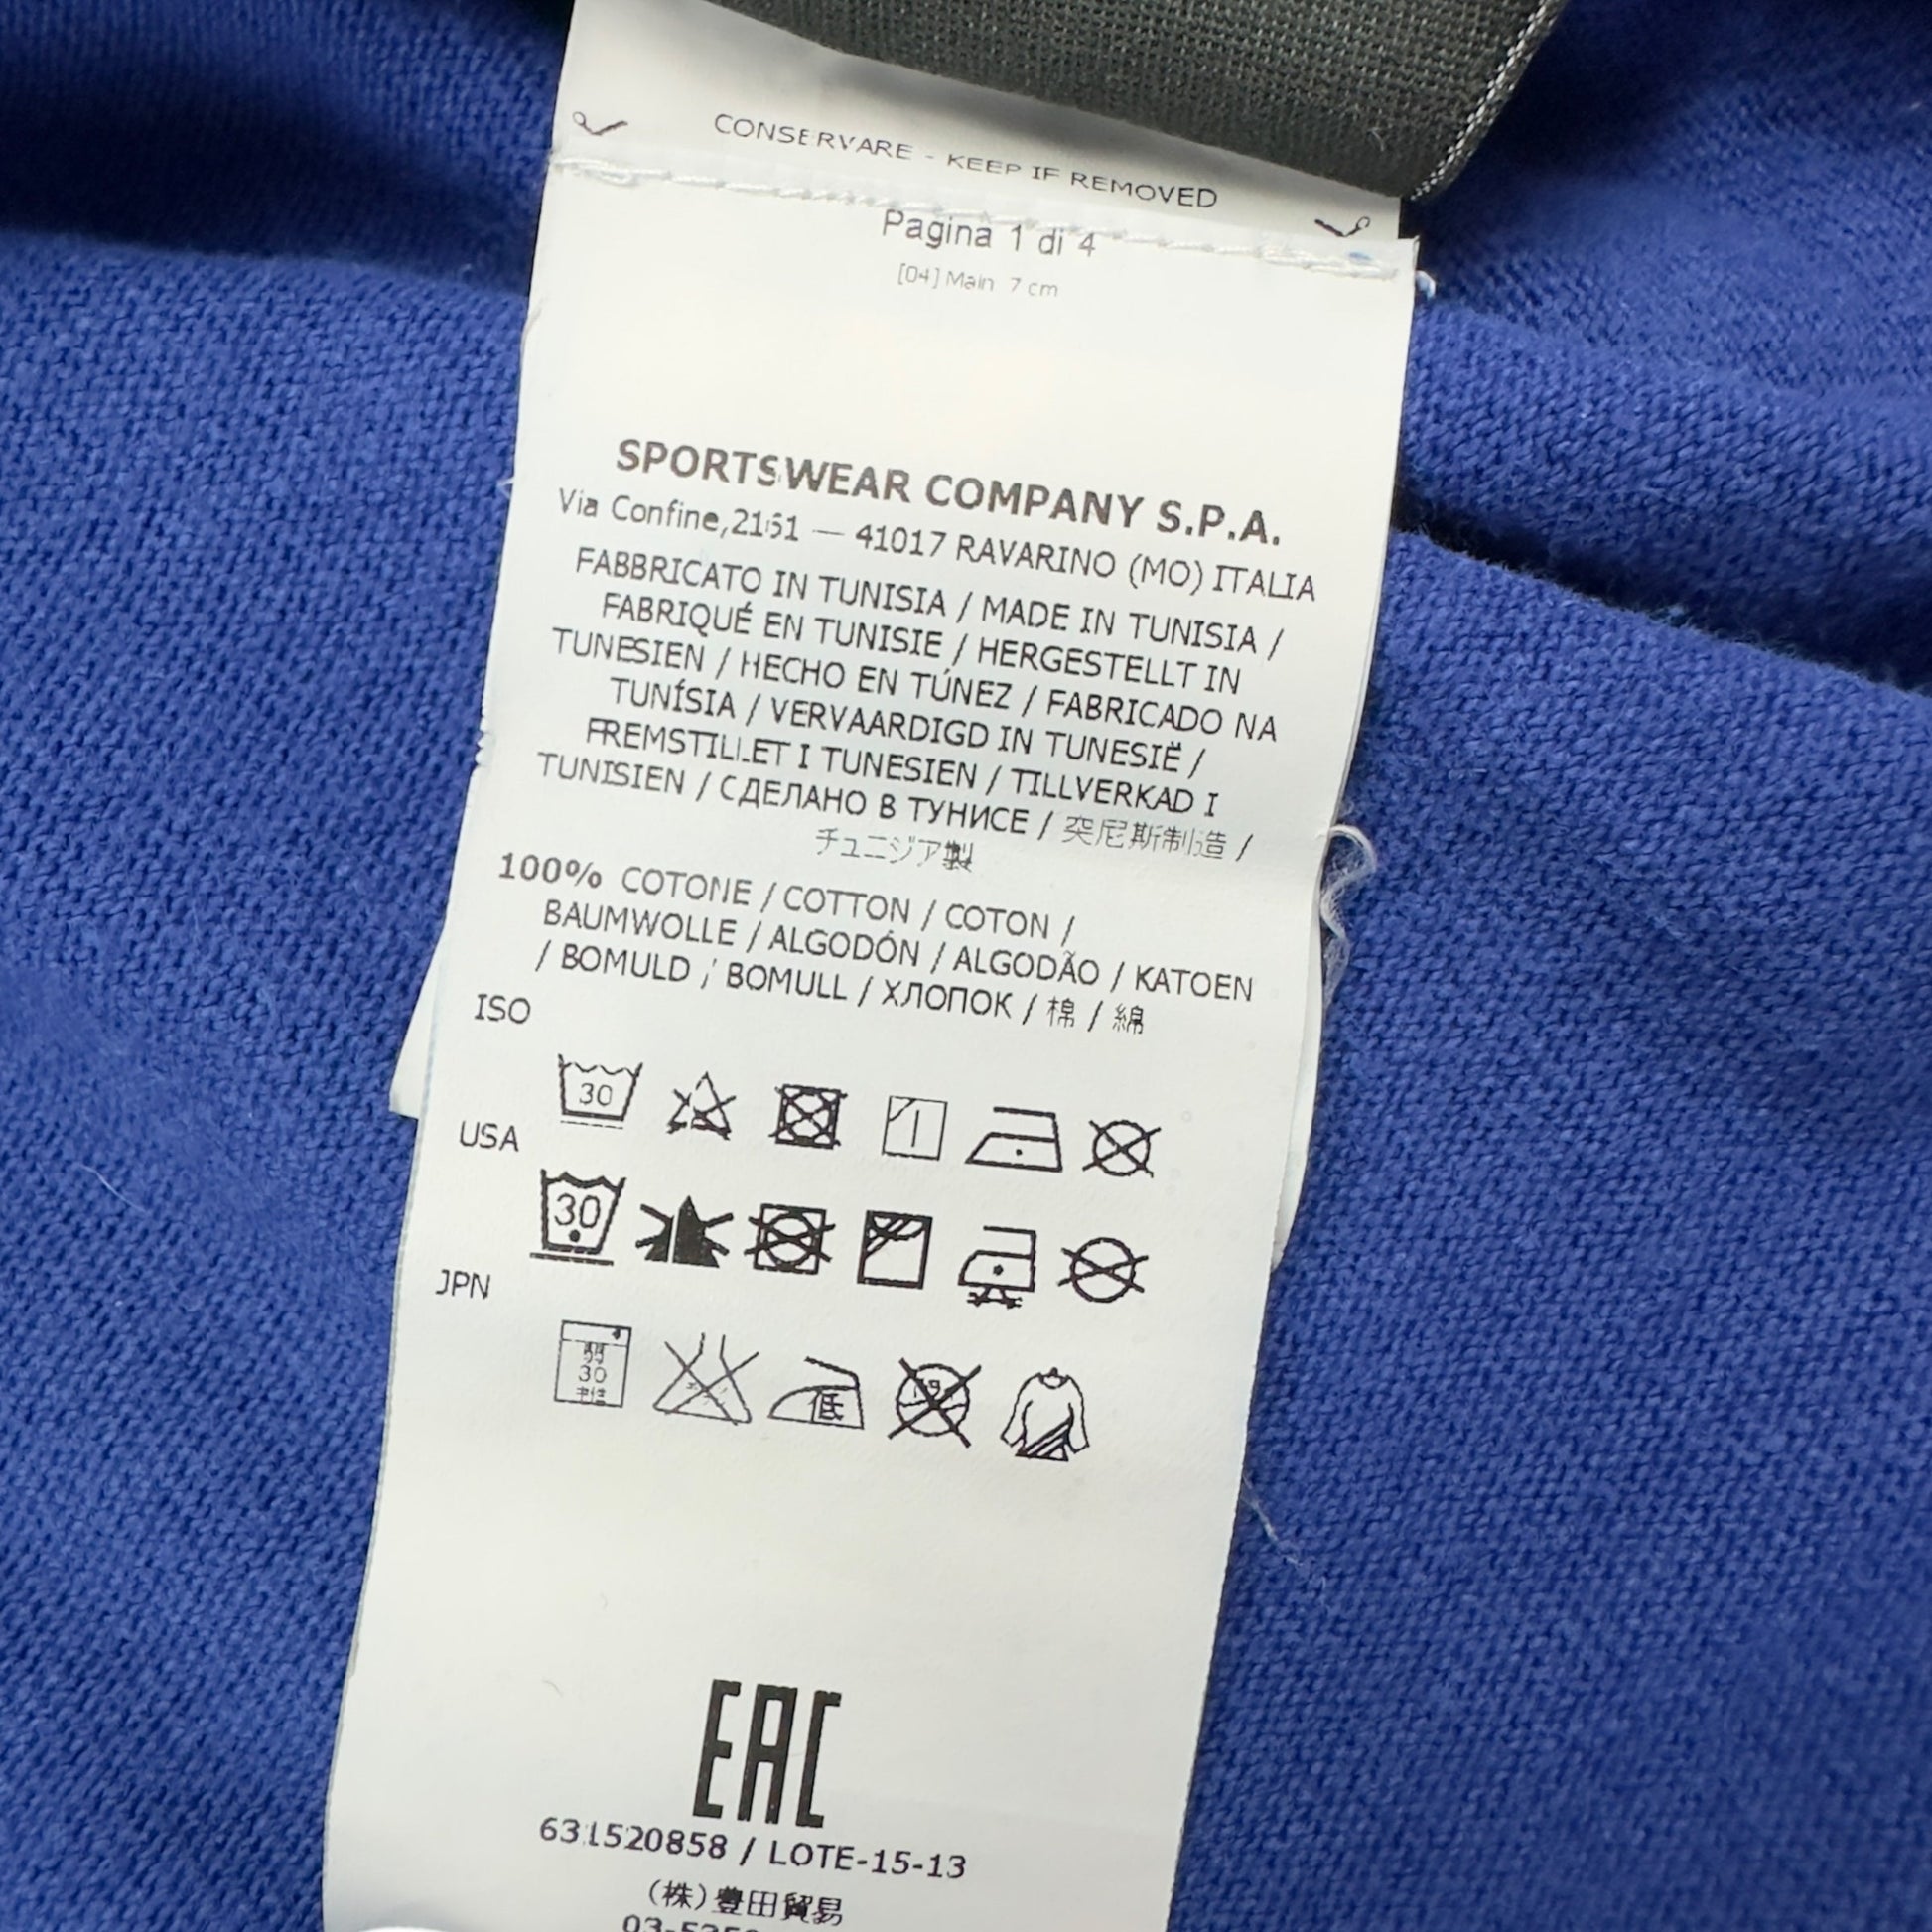 CONSERVARE - KEEP IF REMOVED
Pagina 1 di 4
[04] Main 7 cm
SPORTSWEAR COMPANY S.P.A.
Via Confine,2161 — 41017 RAVARINO (MO) ITALIA
FABBRICATO IN TUNISIA / MADE IN TUNISIA /
FABRIQUÉ EN TUNISIE / HERGESTELLT IN
TUNESIEN / HECHO EN TÚNEZ / FABRICADO NA
TUNÍSIA / VERVAARDIGD IN TUNESIË /
FREMSTILLET I TUNESIEN / TILLVERKAD I
TUNISIEN / СДЕЛАНО В ТУНИСЕ / 突尼斯制造 /
チュニジア製
100% COTONE / COTTON / COTON /
BAUMWOLLE / ALGODÓN / ALGODÃO / KATOEN
/ BOMULD / BOMULL / ХЛОПОК / 棉 / 綿
ISO
30
USA
30
JPN
弱
30
中性
低
EAC
631520858 / LOTE-15-13
(株)豊田貿易